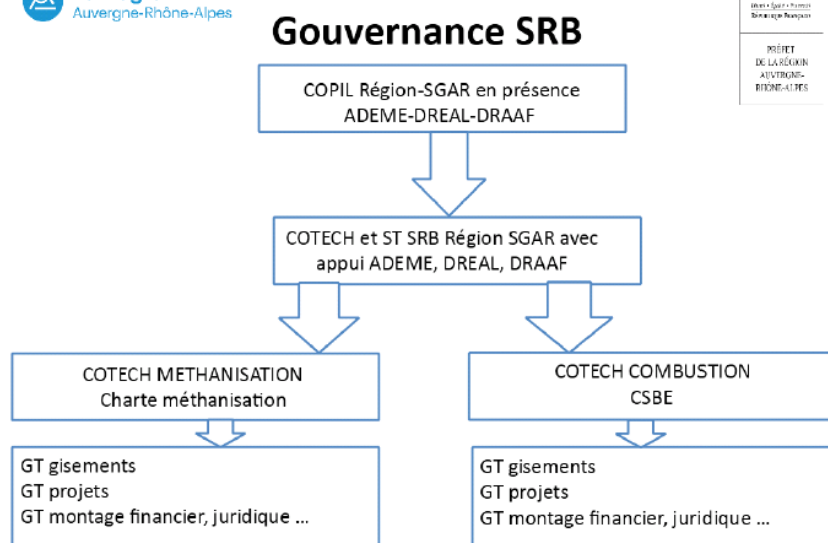 Auvergne-Rhône-Alpes
Gouvernance SRB
PRÉFET
DE LA RÉGION
AUVERGNE-
RHÔNE-ALPES
COPIL Région-SGAR en présence
ADEME-DREAL-DRAAF
COTECH et ST SRB Région SGAR avec
appui ADEME, DREAL, DRAAF
COTECH METHANISATION
Charte méthanisation
COTECH COMBUSTION
CSBE
GT gisements
GT projets
GT montage financier, juridique ...
GT gisements
GT projets
GT montage financier, juridique ...